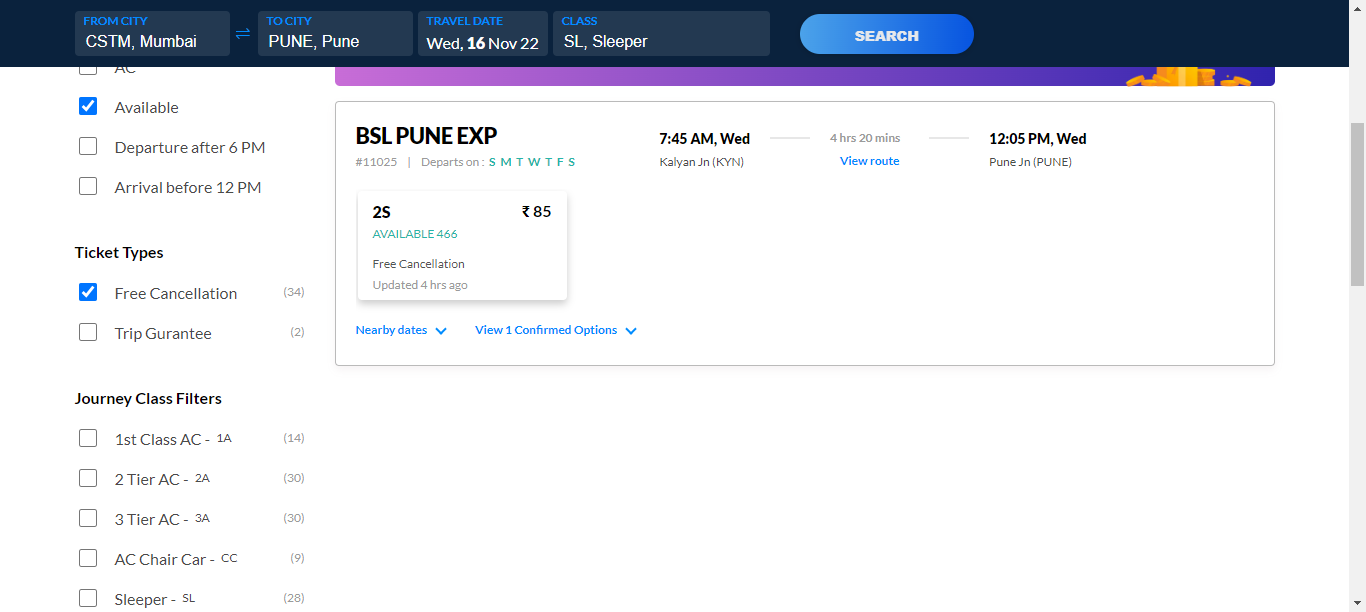 FROM CITY
CSTM, Mumbai
TO CITY
PUNE, Pune
TRAVEL DATE
Wed, 16 Nov 22
CLASS
SL, Sleeper
SEARCH
AC
Available
Departure after 6 PM
Arrival before 12 PM
Ticket Types
Free Cancellation (34)
Trip Gurantee (2)
Journey Class Filters
1st Class AC - 1A (14)
2 Tier AC - 2A (30)
3 Tier AC - 3A (30)
AC Chair Car - CC (9)
Sleeper - SL (28)
BSL PUNE EXP
#11025 | Departs on : S M T W T F S
7:45 AM, Wed
Kalyan Jn (KYN)
4 hrs 20 mins
View route
12:05 PM, Wed
Pune Jn (PUNE)
2S ₹ 85
AVAILABLE 466
Free Cancellation
Updated 4 hrs ago
Nearby dates
View 1 Confirmed Options